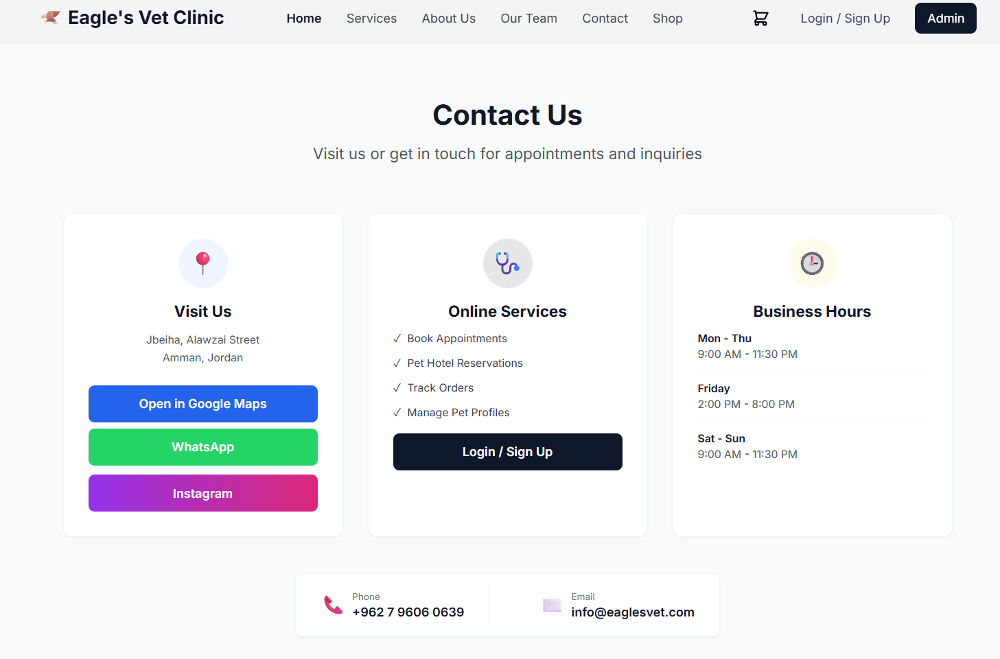 Eagle's Vet Clinic
Home
Services
About Us
Our Team
Contact
Shop
Login / Sign Up
Admin
Contact Us
Visit us or get in touch for appointments and inquiries
Visit Us
Jbeiha, Alawzai Street
Amman, Jordan
Open in Google Maps
WhatsApp
Instagram
Online Services
✓ Book Appointments
✓ Pet Hotel Reservations
✓ Track Orders
✓ Manage Pet Profiles
Login / Sign Up
Business Hours
Mon - Thu
9:00 AM - 11:30 PM
Friday
2:00 PM - 8:00 PM
Sat - Sun
9:00 AM - 11:30 PM
Phone
+962 7 9606 0639
Email
info@eaglesvet.com